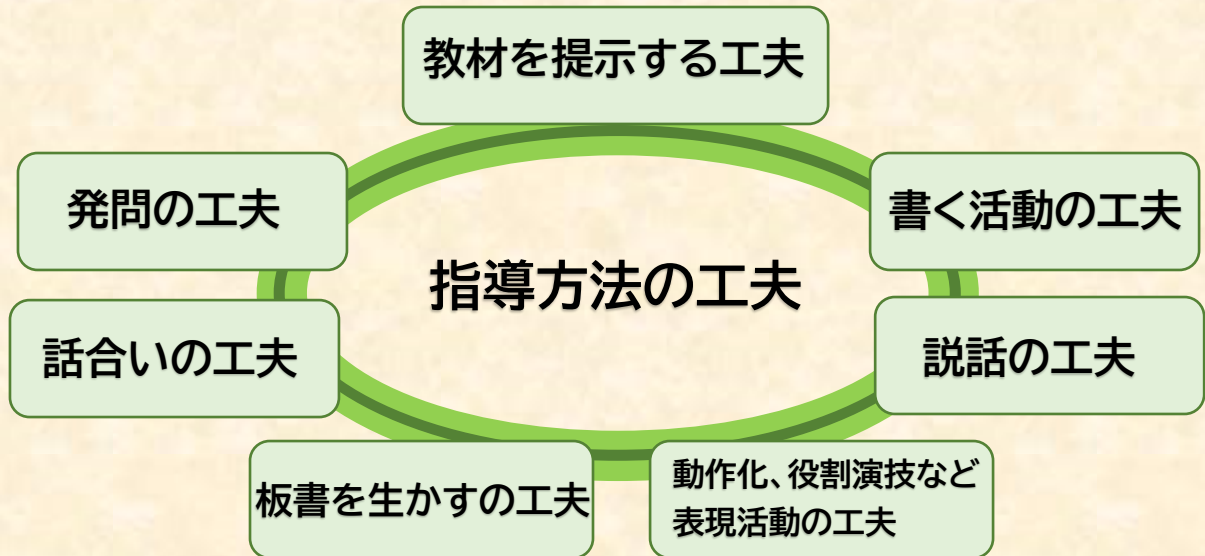 教材を提示する工夫
発問の工夫
書く活動の工夫
指導方法の工夫
話合いの工夫
説話の工夫
板書を生かすの工夫
動作化、役割演技など
表現活動の工夫